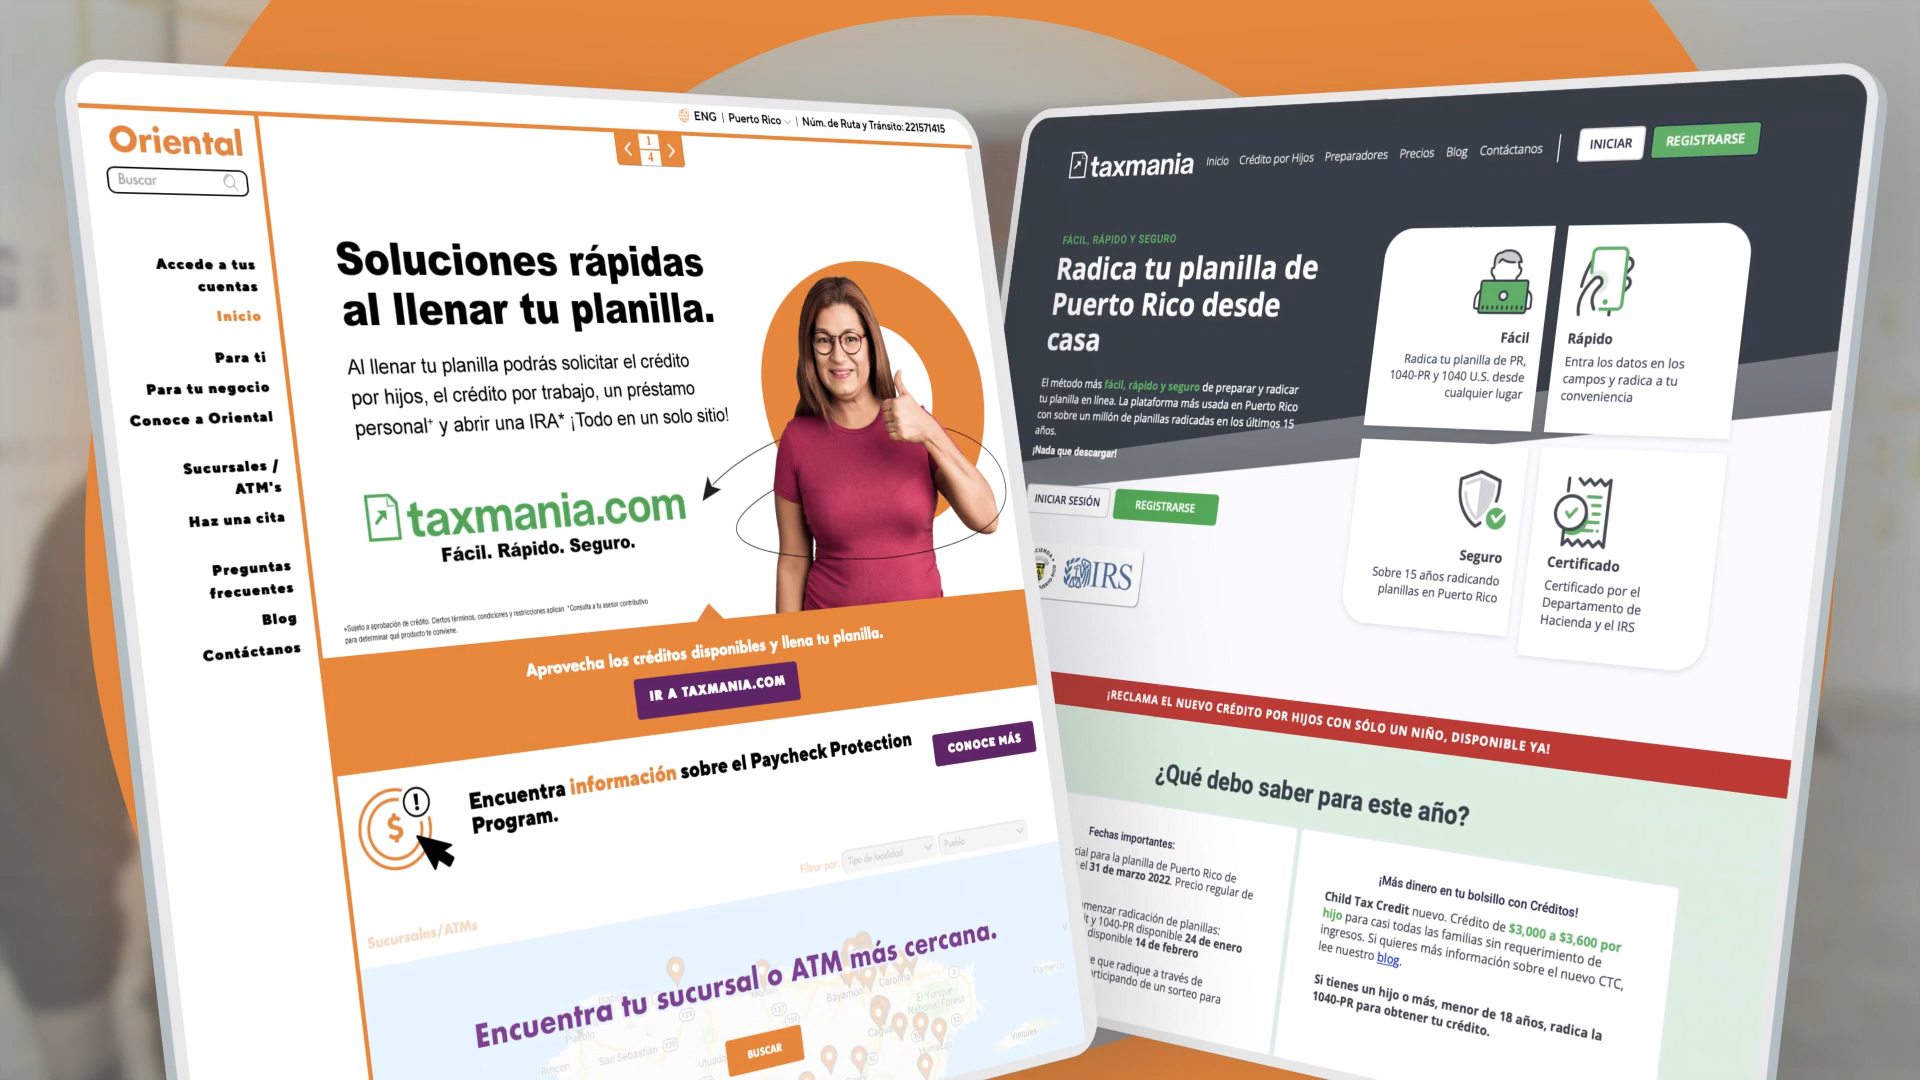 ENG | Puerto Rico | Núm. de Ruta y Tránsito: 221571415
Oriental
Buscar
1
4
Accede a tus
cuentas
Inicio
Para ti
Para tu negocio
Conoce a Oriental
Sucursales /
ATM's
Haz una cita
Preguntas
frecuentes
Blog
Contáctanos
Soluciones rápidas
al llenar tu planilla.
Al llenar tu planilla podrás solicitar el crédito
por hijos, el crédito por trabajo, un préstamo
personal+ y abrir una IRA* ¡Todo en un solo sitio!
taxmania.com
Fácil. Rápido. Seguro.
+Sujeto a aprobación de crédito. Ciertos términos, condiciones y restricciones aplican. *Consulta a tu asesor contributivo
para determinar qué producto te conviene.
Aprovecha los créditos disponibles y llena tu planilla.
IR A TAXMANIA.COM
Encuentra información sobre el Paycheck Protection
Program.
CONOCE MÁS
Filtrar por:
Tipo de localidad
Pueblo
Sucursales/ATMs
Encuentra tu sucursal o ATM más cercana.
BUSCAR
Rincón
San Sebastián
Utuado
Bayamón
Carolina
El Yunque
National Forest
Humacao
Vieques
taxmania
Inicio Crédito por Hijos Preparadores Precios Blog Contáctanos
INICIAR
REGISTRARSE
FÁCIL, RÁPIDO Y SEGURO
Radica tu planilla de
Puerto Rico desde
casa
El método más fácil, rápido y seguro de preparar y radicar
tu planilla en línea. La plataforma más usada en Puerto Rico
con sobre un millón de planillas radicadas en los últimos 15
años.
¡Nada que descargar!
INICIAR SESIÓN
REGISTRARSE
IRS
Fácil
Radica tu planilla de PR,
1040-PR y 1040 U.S. desde
cualquier lugar
Rápido
Entra los datos en los
campos y radica a tu
conveniencia
Seguro
Sobre 15 años radicando
planillas en Puerto Rico
Certificado
Certificado por el
Departamento de
Hacienda y el IRS
¡RECLAMA EL NUEVO CRÉDITO POR HIJOS CON SÓLO UN NIÑO, DISPONIBLE YA!
¿Qué debo saber para este año?
Fechas importantes:
cial para la planilla de Puerto Rico de
el 31 de marzo 2022. Precio regular de
menzar radicación de planillas:
it y 1040-PR disponible 24 de enero
disponible 14 de febrero
e que radique a través de
rticipando de un sorteo para
¡Más dinero en tu bolsillo con Créditos!
Child Tax Credit nuevo. Crédito de $3,000 a $3,600 por
hijo para casi todas las familias sin requerimiento de
ingresos. Si quieres más información sobre el nuevo CTC,
lee nuestro blog.
Si tienes un hijo o más, menor de 18 años, radica la
1040-PR para obtener tu crédito.